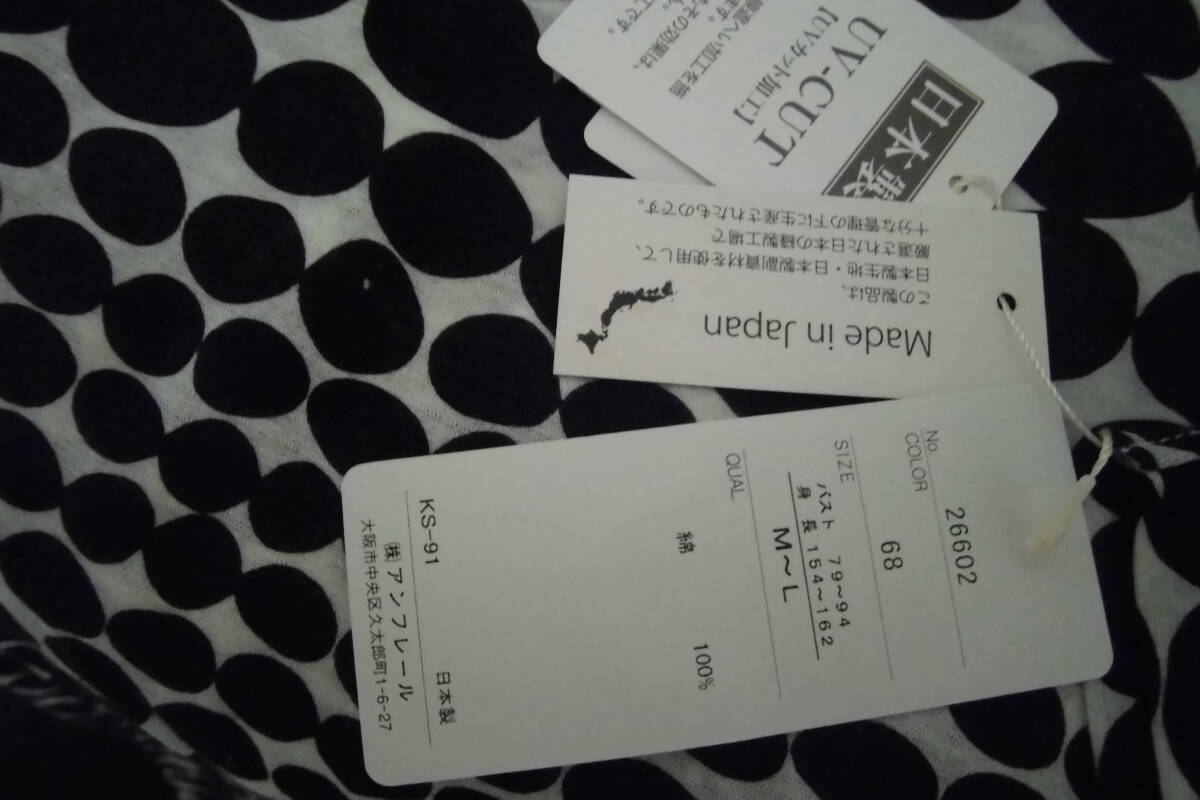 日本製
UV-CUT
【UVカット加工】
Made in Japan
この製品は、
日本製生地・日本製副資材を使用して、
厳選された日本の縫製工場で
十分な管理の下に生産されたものです。
No. 26602
COLOR 68
SIZE
バスト 79～94
身長 154～162
M～L
QUAL
綿 100%
KS-91 日本製
㈱アンフレール
大阪市中央区久太郎町1-6-27